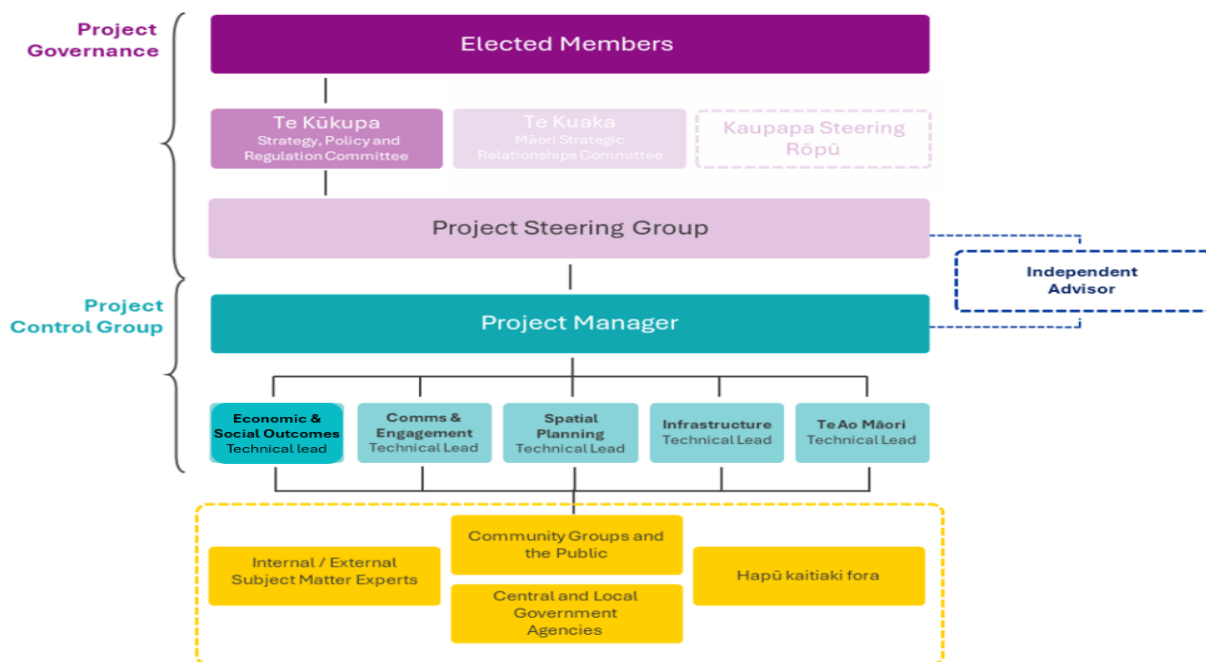 Project
Governance
Elected Members
Te Kūkupa
Strategy, Policy and
Regulation Committee
Te Kuaka
Māori Strategic
Relationships Committee
Kaupapa Steering
Rōpū
Project Steering Group
Independent
Advisor
Project
Control Group
Project Manager
Economic &
Social Outcomes
Technical lead
Comms &
Engagement
Technical Lead
Spatial
Planning
Technical Lead
Infrastructure
Technical Lead
Te Ao Māori
Technical Lead
Internal / External
Subject Matter Experts
Community Groups and
the Public
Central and Local
Government
Agencies
Hapū kaitiaki fora